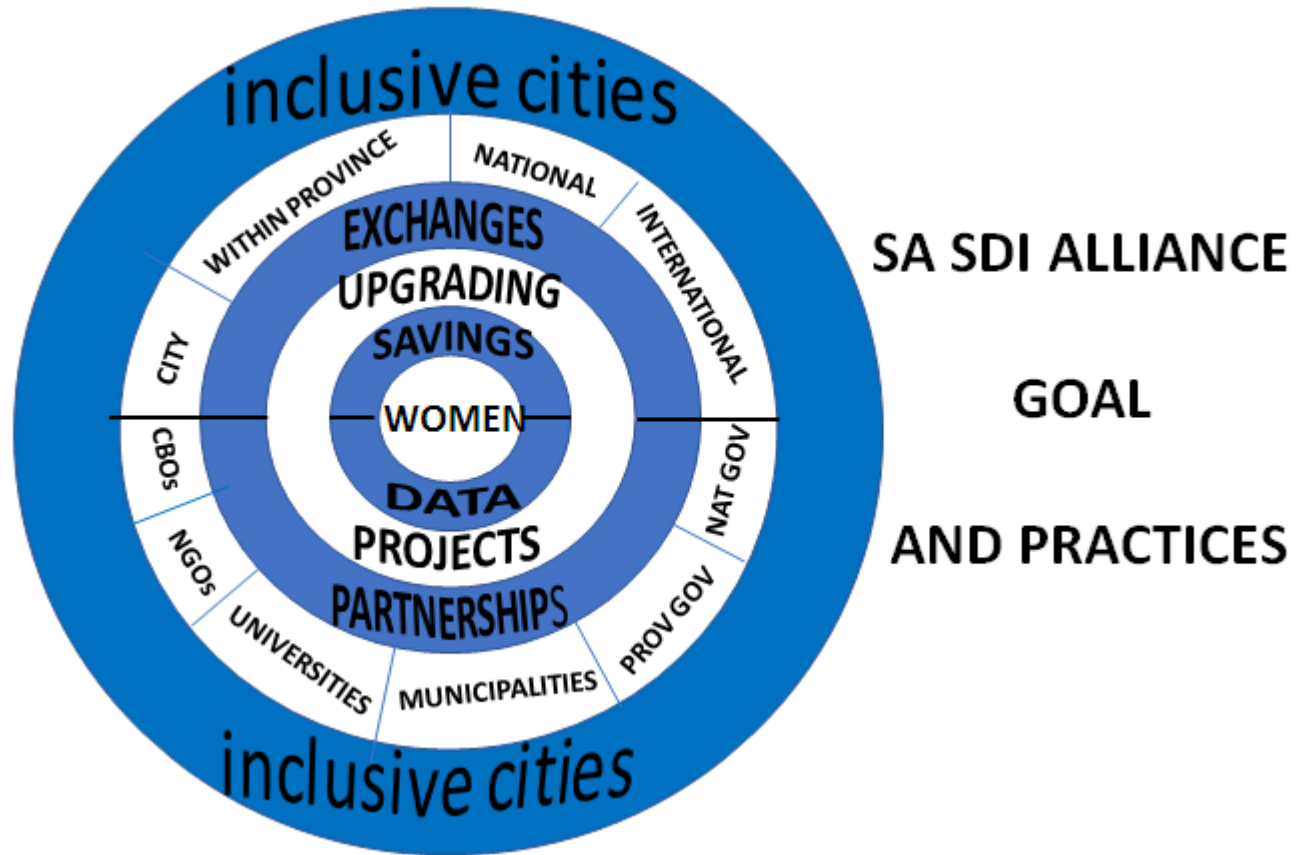 inclusive cities
WITHIN PROVINCE
NATIONAL
INTERNATIONAL
CITY
EXCHANGES
UPGRADING
SAVINGS
WOMEN
DATA
PROJECTS
PARTNERSHIPS
CBOs
NGOs
UNIVERSITIES
MUNICIPALITIES
PROV GOV
NAT GOV
inclusive cities
SA SDI ALLIANCE
GOAL
AND PRACTICES